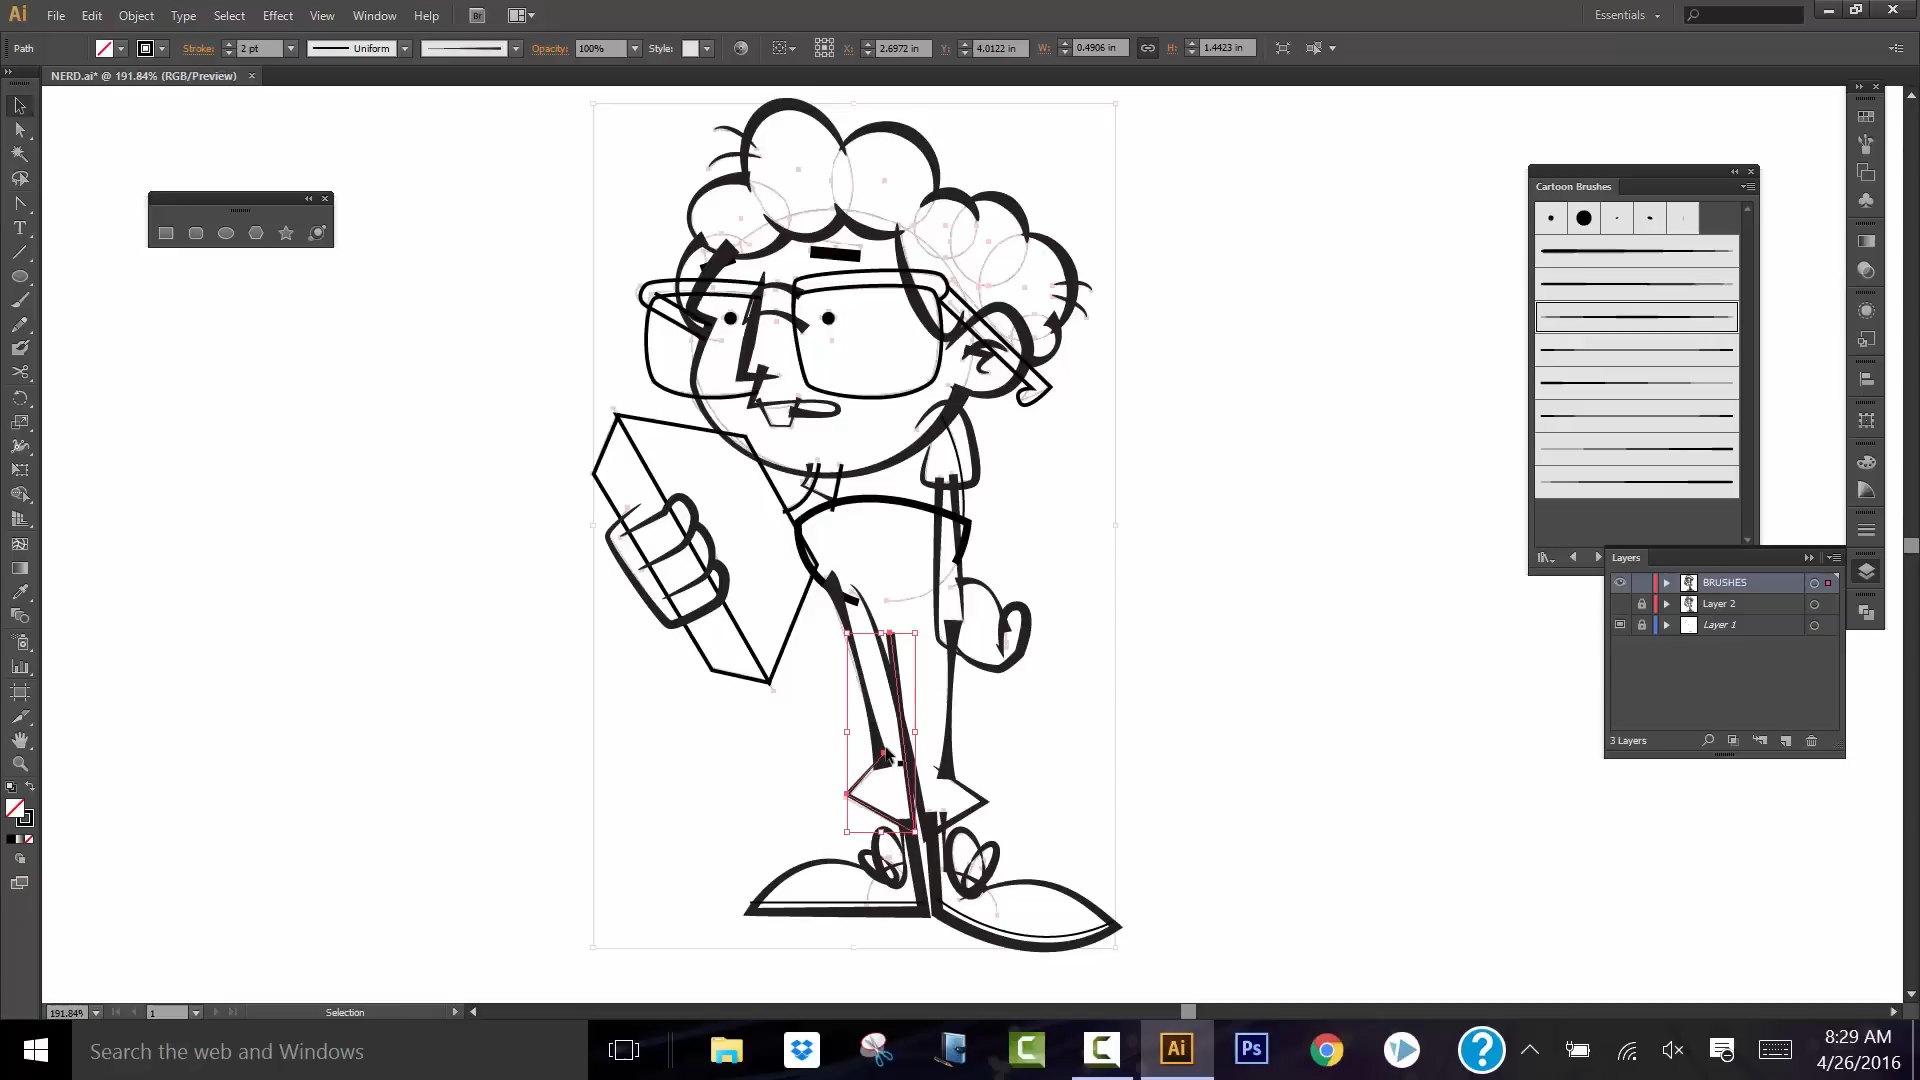 Ai File Edit Object Type Select Effect View Window Help Br Essentials
Path Stroke: 2 pt Uniform Opacity: 100% Style: X: 2.6972 in Y: 4.0122 in W: 0.4906 in H: 1.4423 in
NERD.ai* @ 191.84% (RGB/Preview)
Cartoon Brushes
Layers
BRUSHES
Layer 2
Layer 1
3 Layers
191.84% 1 Selection
Search the web and Windows
Ai
Ps
8:29 AM
4/26/2016